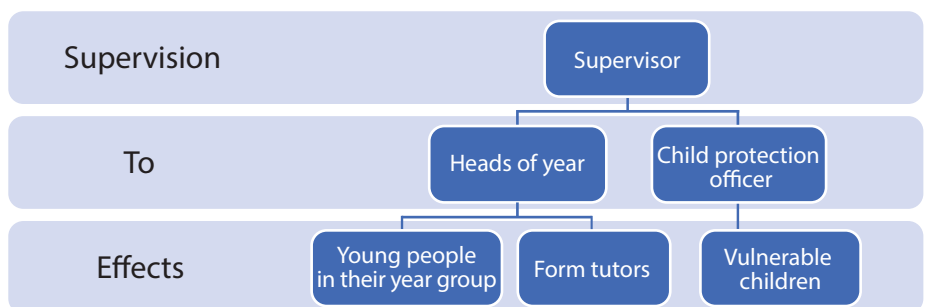 Supervision
Supervisor
To
Heads of year
Child protection
officer
Effects
Young people
in their year group
Form tutors
Vulnerable
children